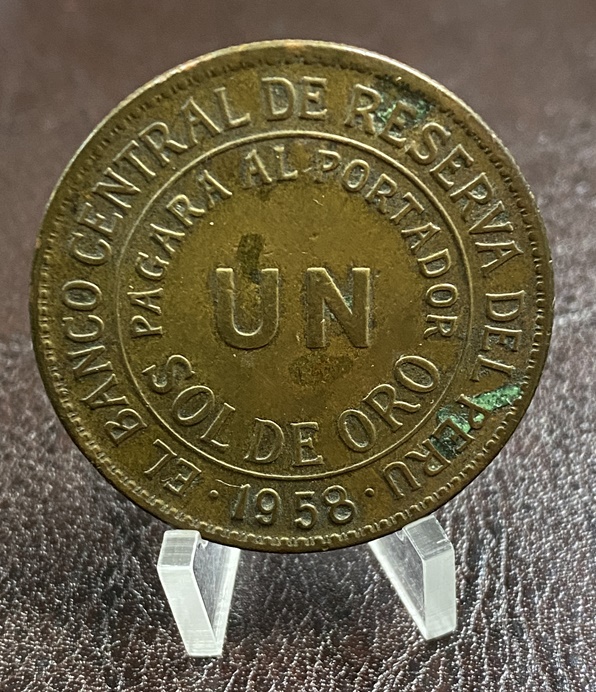 EL BANCO CENTRAL DE RESERVA DEL PERU
· 1958 ·
PAGARA AL PORTADOR
UN
SOL DE ORO